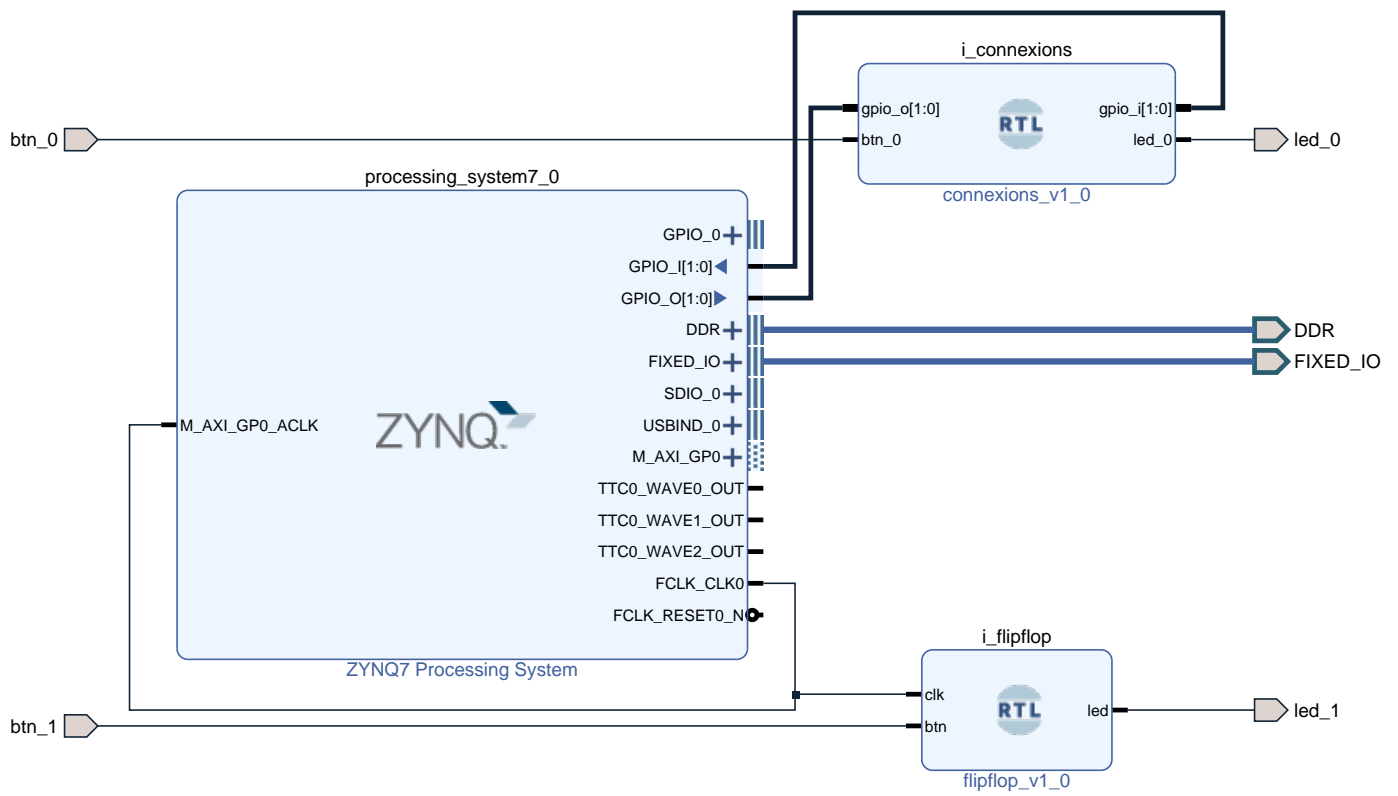 i_connexions
gpio_o[1:0]
gpio_i[1:0]
RTL
btn_0
btn_0
led_0
led_0
connexions_v1_0
processing_system7_0
GPIO_0
GPIO_I[1:0]
GPIO_O[1:0]
DDR
DDR
FIXED_IO
FIXED_IO
SDIO_0
M_AXI_GP0_ACLK
ZYNQ
USBIND_0
M_AXI_GP0
TTC0_WAVE0_OUT
TTC0_WAVE1_OUT
TTC0_WAVE2_OUT
FCLK_CLK0
FCLK_RESET0_N
ZYNQ7 Processing System
i_flipflop
clk
RTL
led
led_1
btn_1
btn
flipflop_v1_0